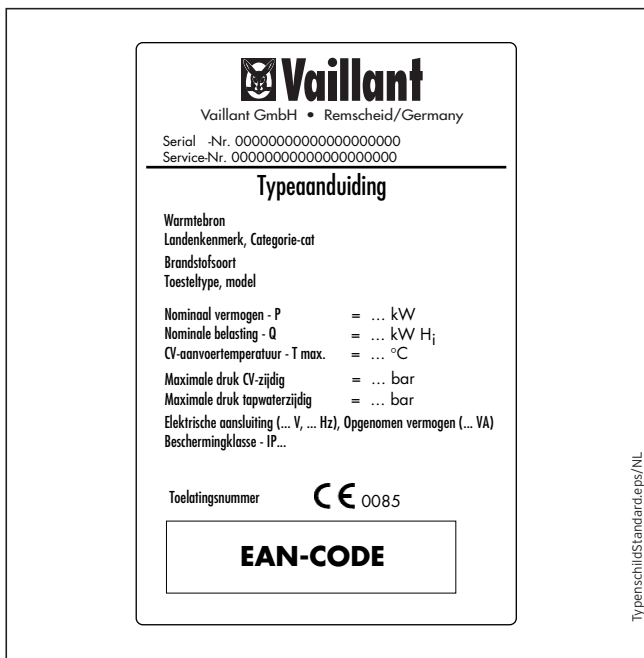 Vaillant
Vaillant GmbH • Remscheid/Germany
Serial -Nr. 00000000000000000000
Service-Nr. 00000000000000000000
Typeaanduiding
Warmtebron
Landenkenmerk, Categorie-cat
Brandstofsoort
Toesteltype, model
Nominaal vermogen - P = ... kW
Nominale belasting - Q = ... kW Hi
CV-aanvoertemperatuur - T max. = ... °C
Maximale druk CV-zijdig = ... bar
Maximale druk tapwaterzijdig = ... bar
Elektrische aansluiting (... V, ... Hz), Opgenomen vermogen (... VA)
Beschermingklasse - IP...
Toelatingsnummer CE 0085
EAN-CODE
TypenschildStandard.eps/NL